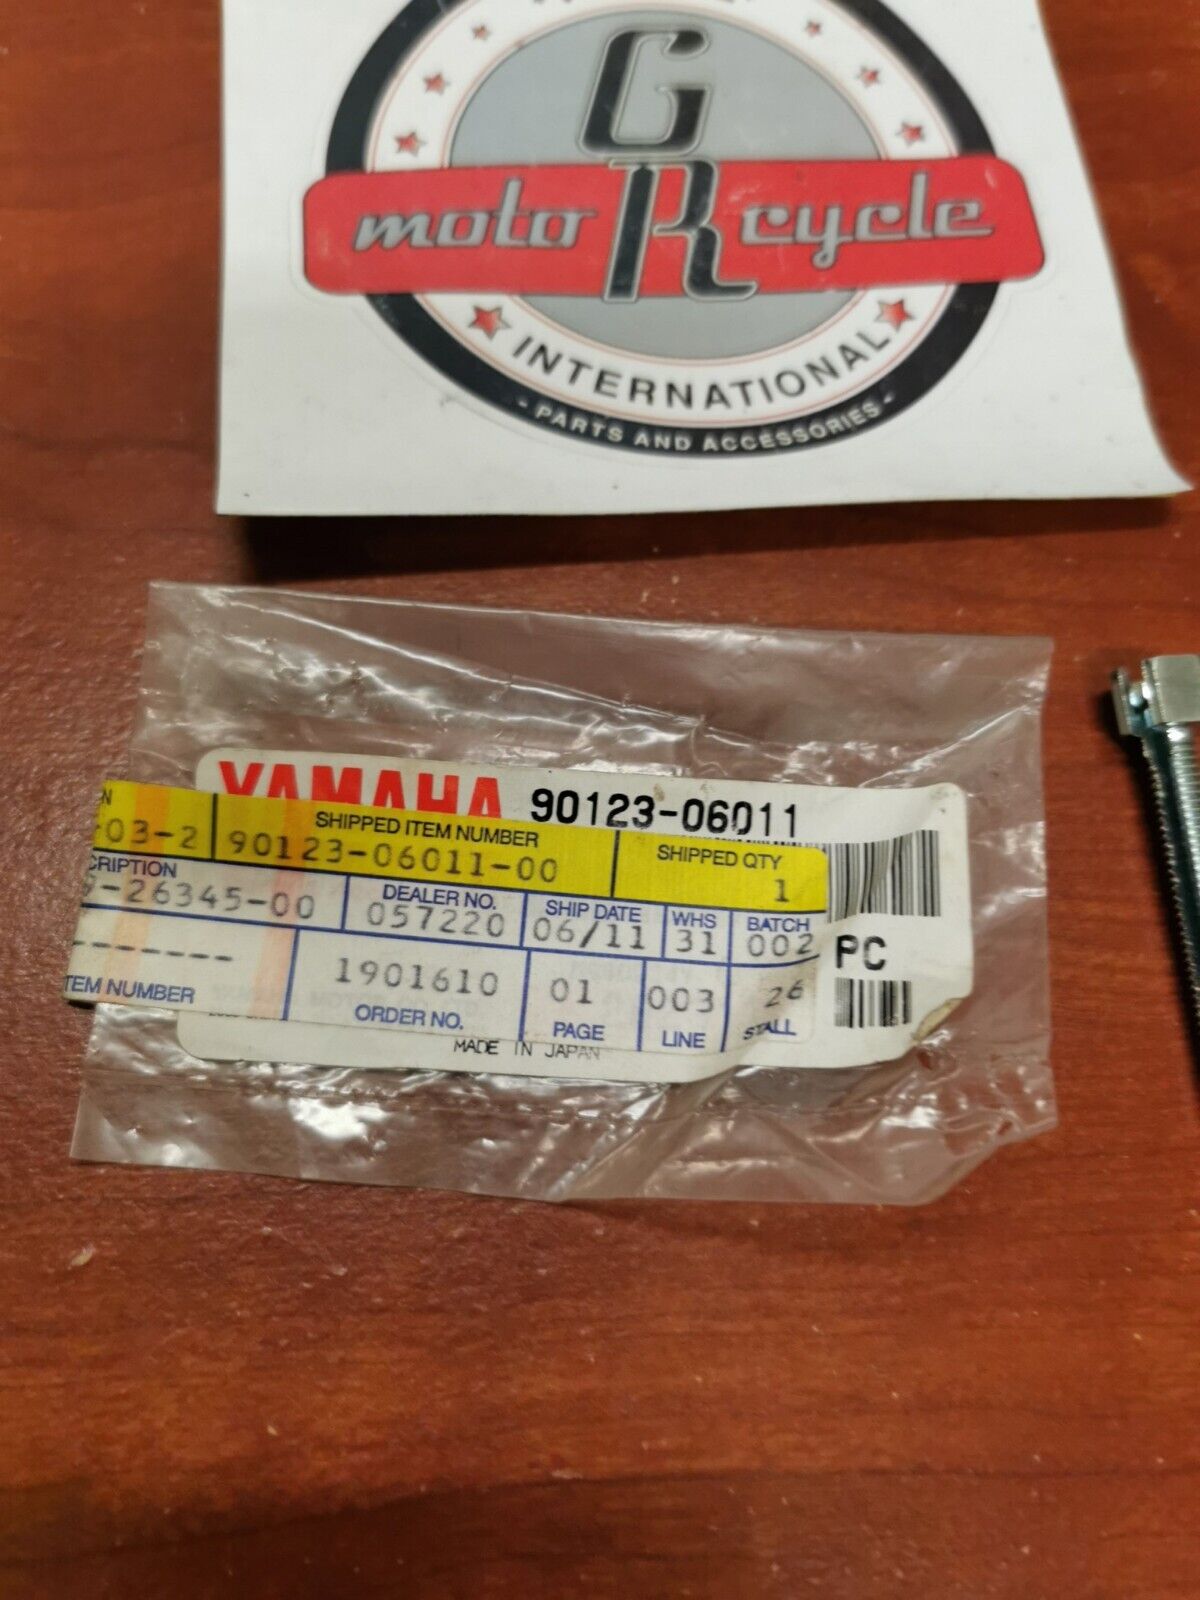 G
moto R cycle
INTERNATIONAL
- PARTS AND ACCESSORIES -
YAMAHA 90123-06011
SHIPPED ITEM NUMBER SHIPPED QTY
03-2 90123-06011-00 1
CRIPTION DEALER NO. SHIP DATE WHS BATCH
-26345-00 057220 06/11 31 002
PC
------ 1901610 01 003 26
TEM NUMBER ORDER NO. PAGE LINE STALL
MADE IN JAPAN